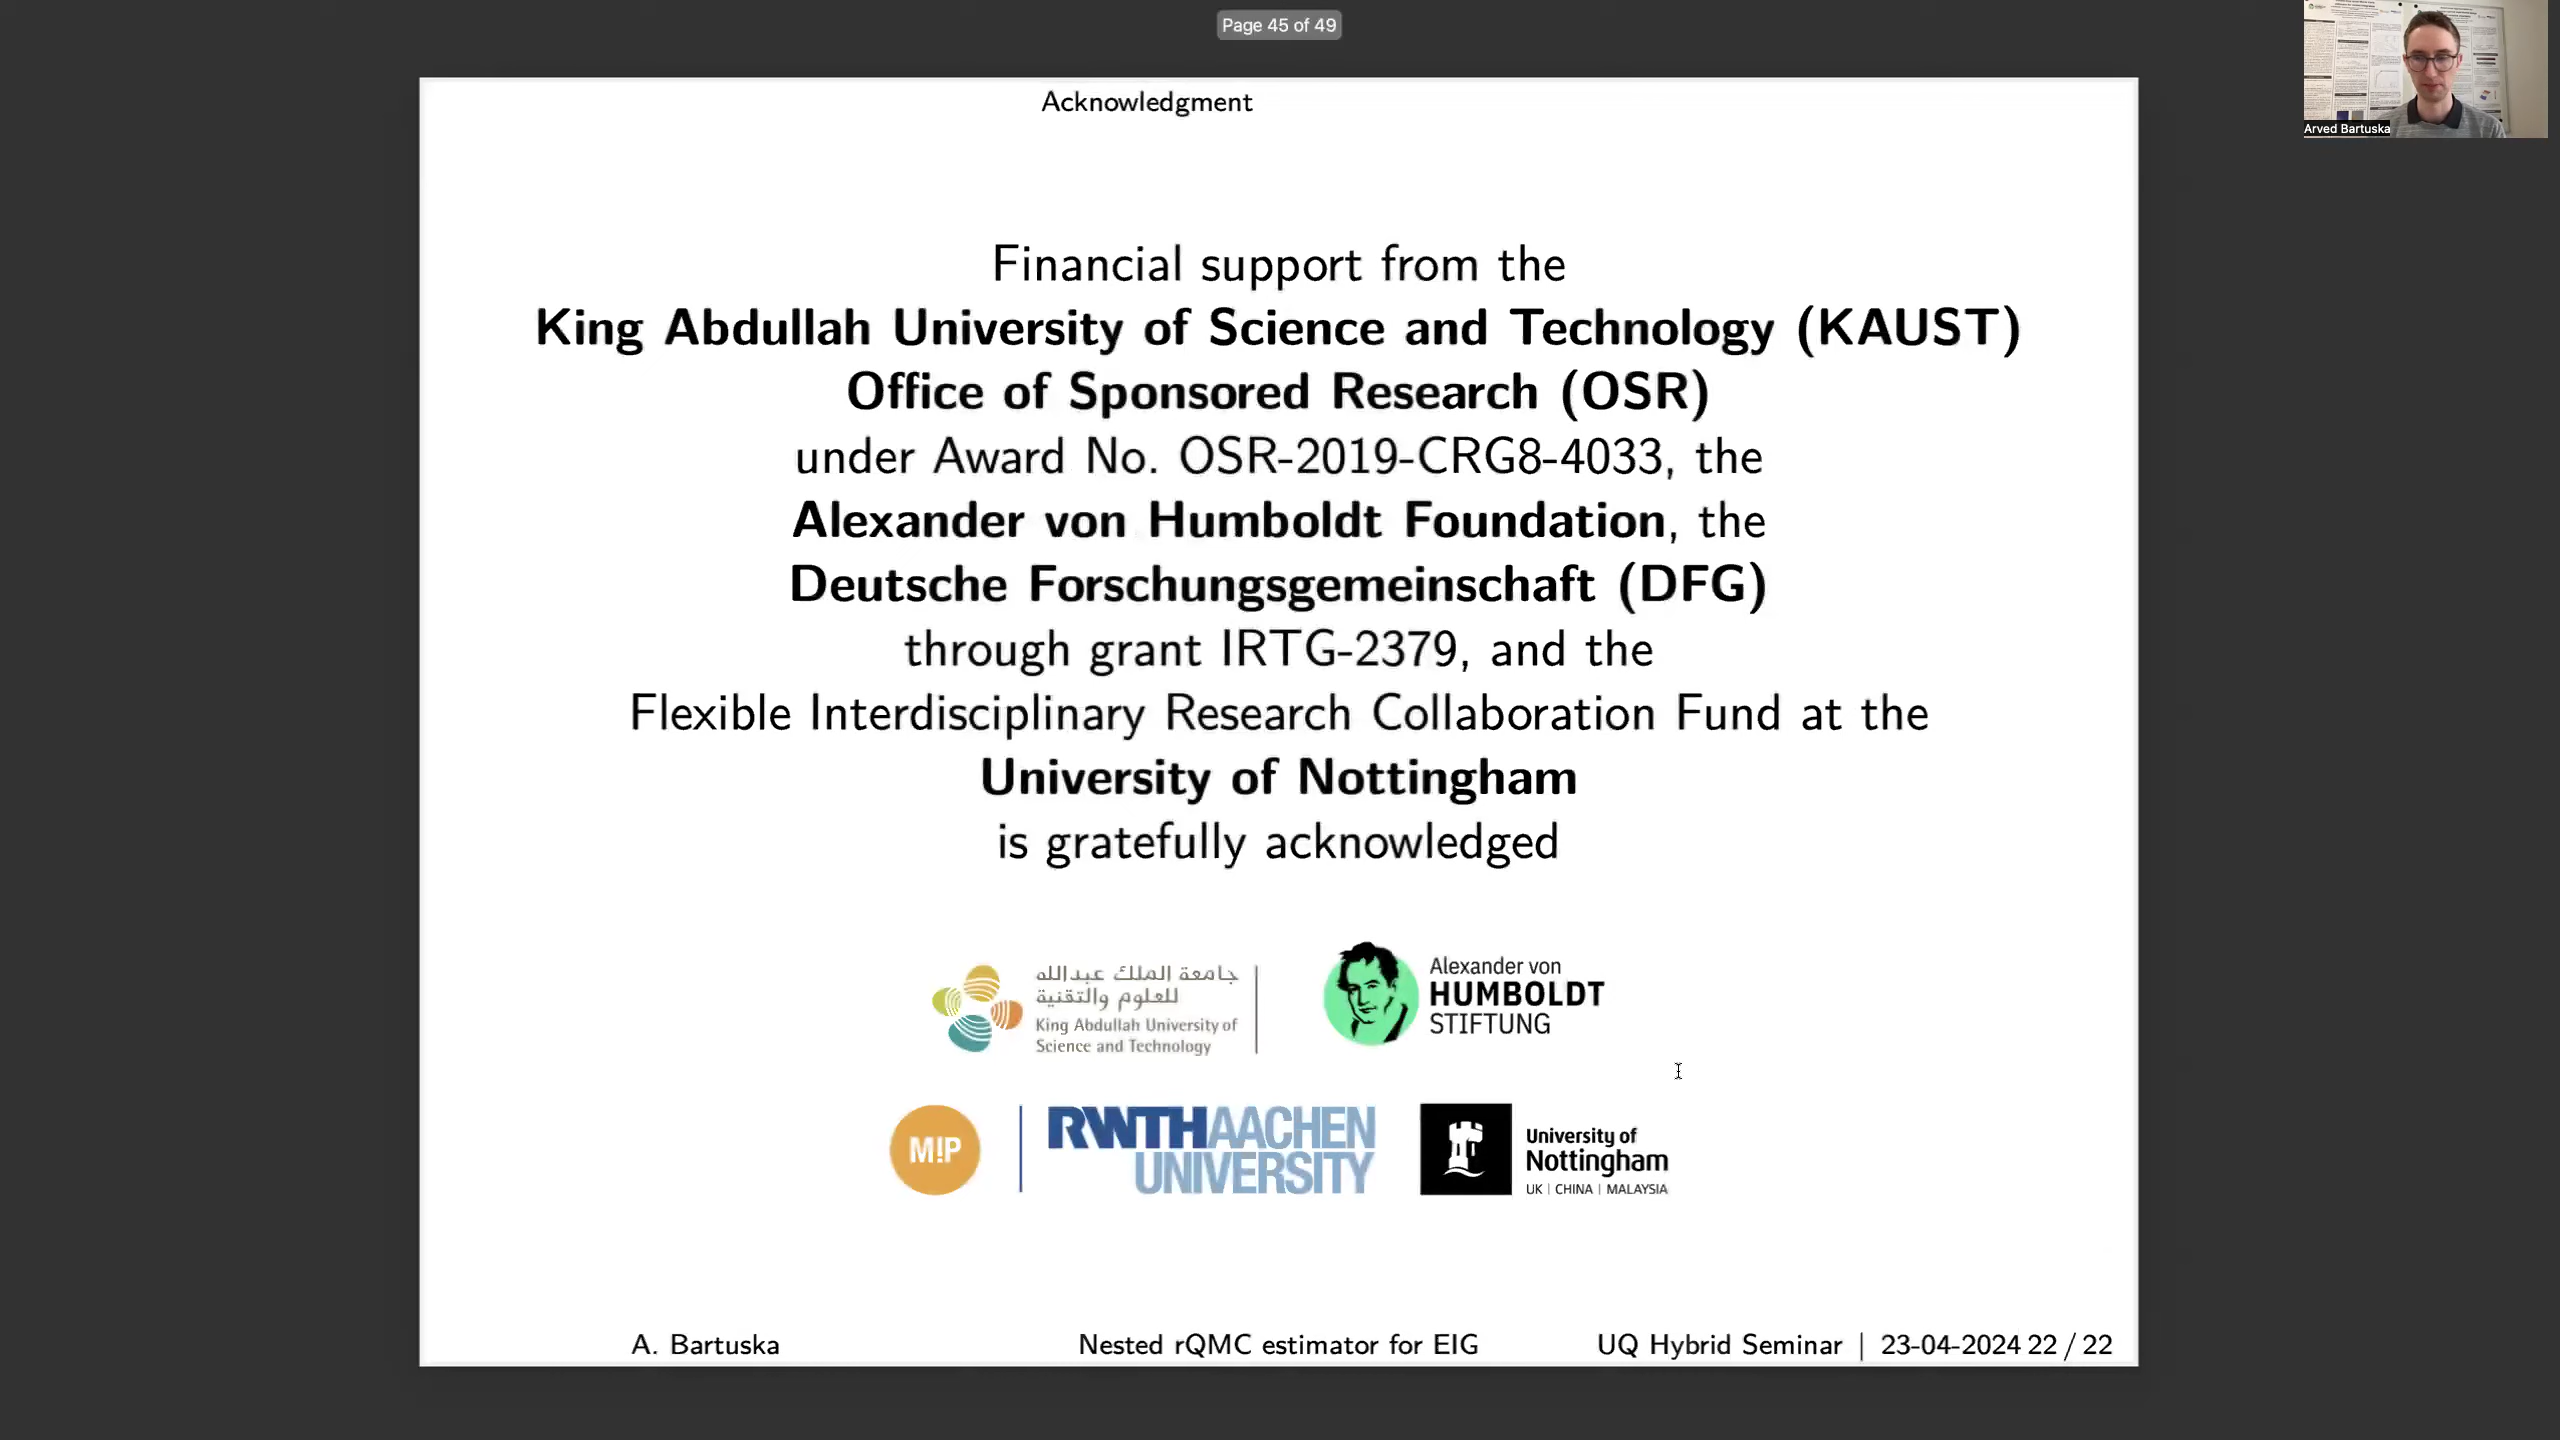 Page 45 of 49
Arved Bartuska
Acknowledgment
Financial support from the
King Abdullah University of Science and Technology (KAUST)
Office of Sponsored Research (OSR)
under Award No. OSR-2019-CRG8-4033, the
Alexander von Humboldt Foundation, the
Deutsche Forschungsgemeinschaft (DFG)
through grant IRTG-2379, and the
Flexible Interdisciplinary Research Collaboration Fund at the
University of Nottingham
is gratefully acknowledged
جامعة الملك عبدالله
للعلوم والتقنية
King Abdullah University of
Science and Technology
Alexander von
HUMBOLDT
STIFTUNG
M!P
RWTHAACHEN
UNIVERSITY
University of
Nottingham
UK | CHINA | MALAYSIA
A. Bartuska Nested rQMC estimator for EIG UQ Hybrid Seminar | 23-04-2024 22 / 22